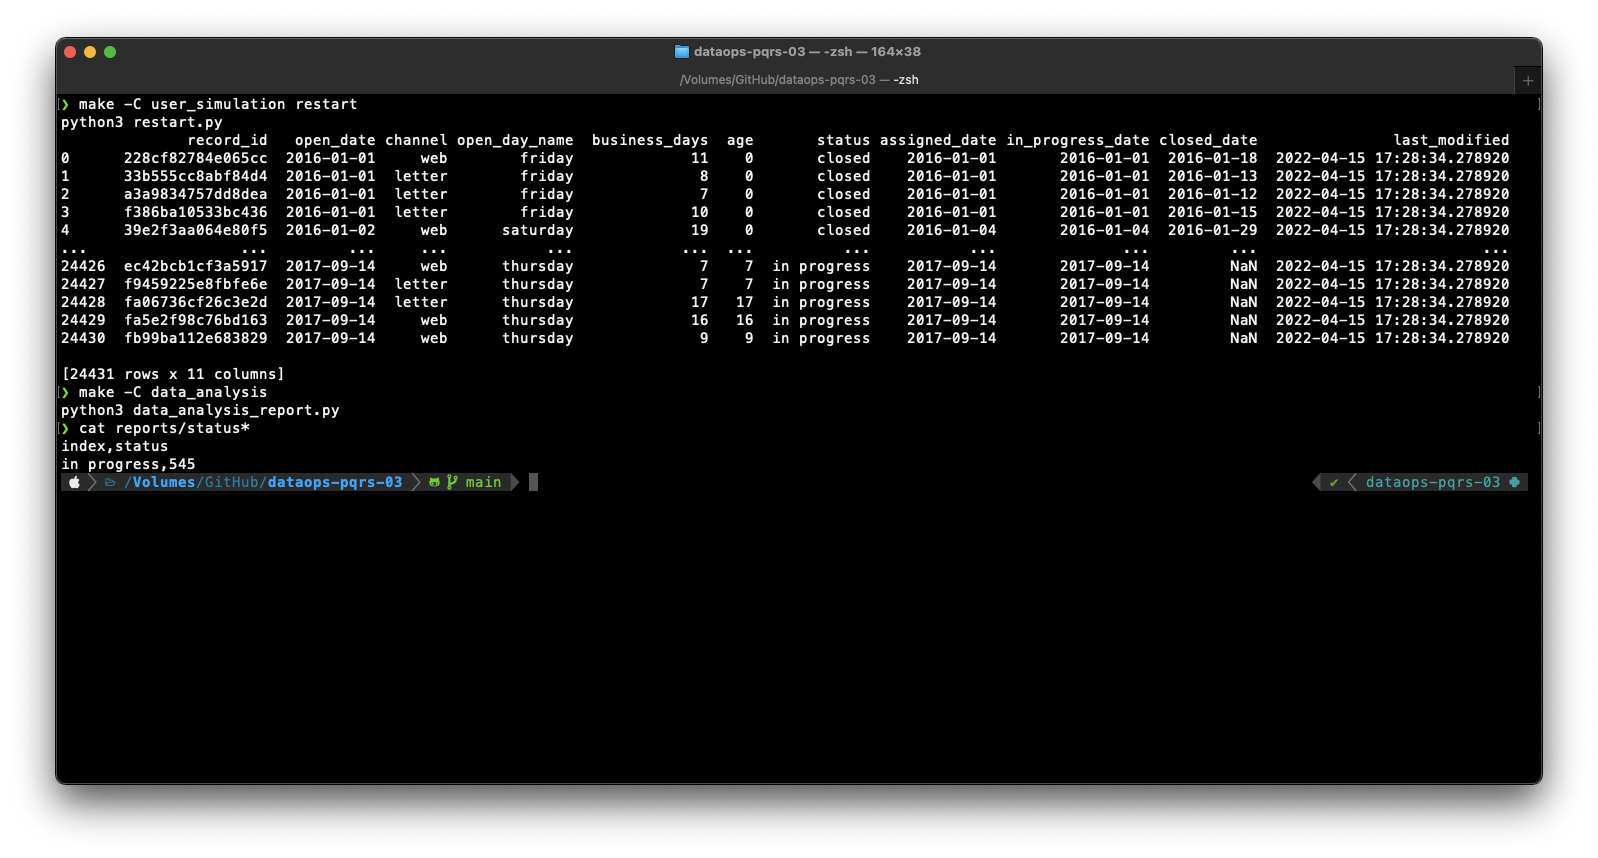 dataops-pqrs-03 — -zsh — 164×38
/Volumes/GitHub/dataops-pqrs-03 — -zsh +
[❯ make -C user_simulation restart ]
python3 restart.py
record_id open_date channel open_day_name business_days age status assigned_date in_progress_date closed_date last_modified
0 228cf82784e065cc 2016-01-01 web friday 11 0 closed 2016-01-01 2016-01-01 2016-01-18 2022-04-15 17:28:34.278920
1 33b555cc8abf84d4 2016-01-01 letter friday 8 0 closed 2016-01-01 2016-01-01 2016-01-13 2022-04-15 17:28:34.278920
2 a3a9834757dd8dea 2016-01-01 letter friday 7 0 closed 2016-01-01 2016-01-01 2016-01-12 2022-04-15 17:28:34.278920
3 f386ba10533bc436 2016-01-01 letter friday 10 0 closed 2016-01-01 2016-01-01 2016-01-15 2022-04-15 17:28:34.278920
4 39e2f3aa064e80f5 2016-01-02 web saturday 19 0 closed 2016-01-04 2016-01-04 2016-01-29 2022-04-15 17:28:34.278920
... ... ... ... ... ... ... ... ... ... ... ...
24426 ec42bcb1cf3a5917 2017-09-14 web thursday 7 7 in progress 2017-09-14 2017-09-14 NaN 2022-04-15 17:28:34.278920
24427 f9459225e8fbfe6e 2017-09-14 letter thursday 7 7 in progress 2017-09-14 2017-09-14 NaN 2022-04-15 17:28:34.278920
24428 fa06736cf26c3e2d 2017-09-14 letter thursday 17 17 in progress 2017-09-14 2017-09-14 NaN 2022-04-15 17:28:34.278920
24429 fa5e2f98c76bd163 2017-09-14 web thursday 16 16 in progress 2017-09-14 2017-09-14 NaN 2022-04-15 17:28:34.278920
24430 fb99ba112e683829 2017-09-14 web thursday 9 9 in progress 2017-09-14 2017-09-14 NaN 2022-04-15 17:28:34.278920
[24431 rows x 11 columns]
[❯ make -C data_analysis ]
python3 data_analysis_report.py
[❯ cat reports/status* ]
index,status
in progress,545
/Volumes/GitHub/dataops-pqrs-03 main ✔ dataops-pqrs-03